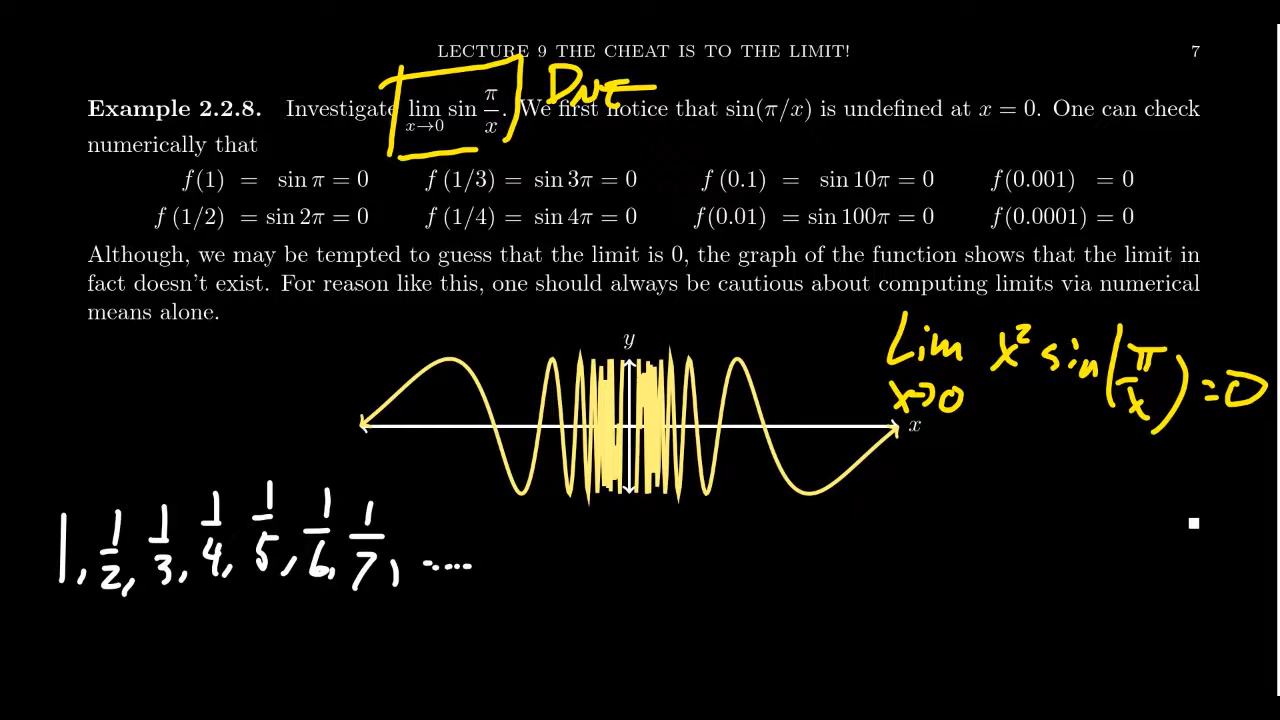 LECTURE 9 THE CHEAT IS TO THE LIMIT! 7
DNE
Example 2.2.8. Investigate lim x→0 sin π/x. We first notice that sin(π/x) is undefined at x = 0. One can check
numerically that
f(1) = sin π = 0 f (1/3) = sin 3π = 0 f(0.1) = sin 10π = 0 f(0.001) = 0
f (1/2) = sin 2π = 0 f (1/4) = sin 4π = 0 f(0.01) = sin 100π = 0 f(0.0001) = 0
Although, we may be tempted to guess that the limit is 0, the graph of the function shows that the limit in
fact doesn't exist. For reason like this, one should always be cautious about computing limits via numerical
means alone.
y
Lim x→0 x² sin(π/x) = 0
x
1, 1/2, 1/3, 1/4, 1/5, 1/6, 1/7, .....